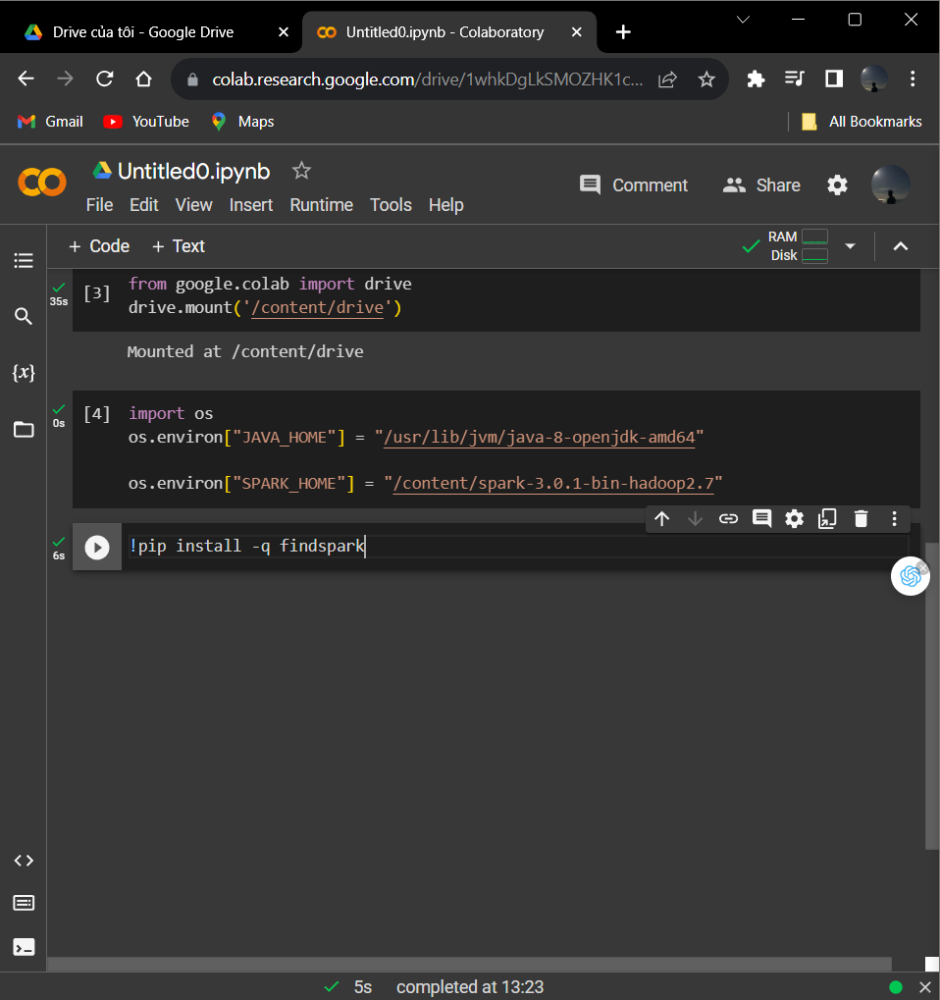 Drive của tôi - Google Drive
Untitled0.ipynb - Colaboratory
colab.research.google.com/drive/1whkDgLkSMOZHK1c...
Gmail YouTube Maps All Bookmarks
Untitled0.ipynb
Comment Share
File Edit View Insert Runtime Tools Help
+ Code + Text
RAM
Disk
35s
[3] from google.colab import drive
drive.mount('/content/drive')
Mounted at /content/drive
0s
[4] import os
os.environ["JAVA_HOME"] = "/usr/lib/jvm/java-8-openjdk-amd64"
os.environ["SPARK_HOME"] = "/content/spark-3.0.1-bin-hadoop2.7"
{x}
6s
!pip install -q findspark
5s completed at 13:23